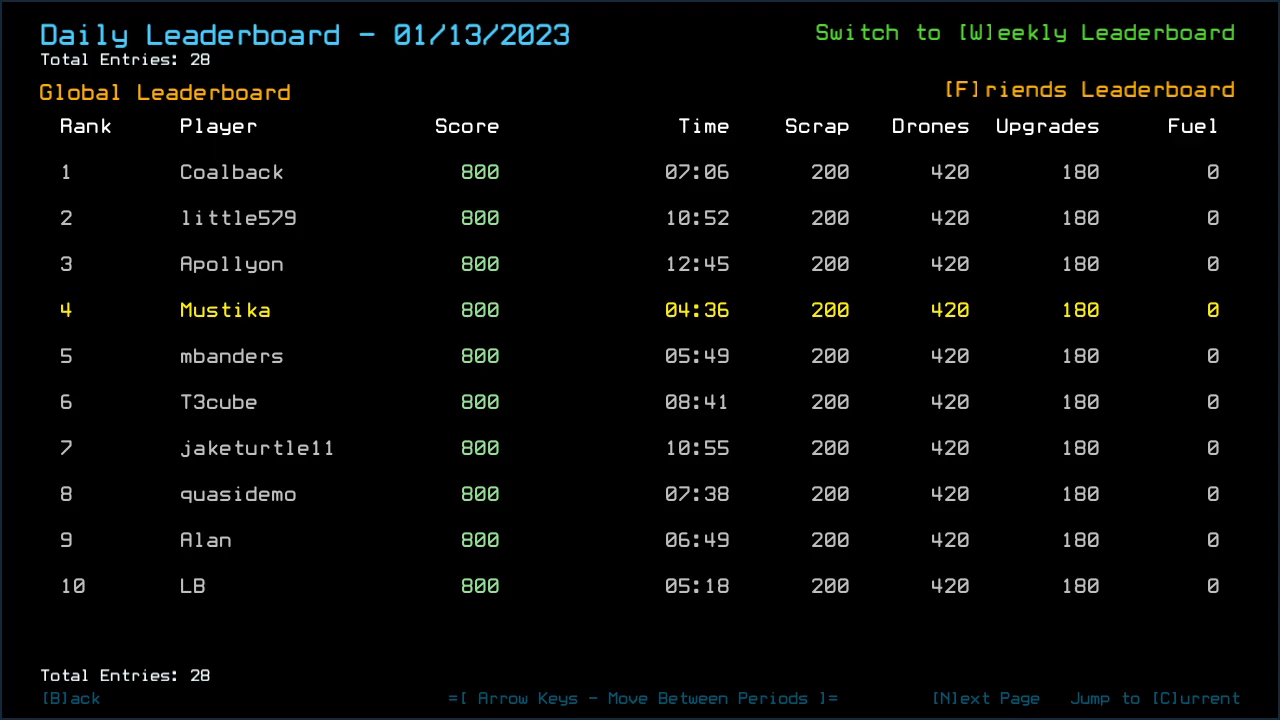 Daily Leaderboard - 01/13/2023 Switch to [W]eekly Leaderboard
Total Entries: 28
Global Leaderboard [F]riends Leaderboard
Rank Player Score Time Scrap Drones Upgrades Fuel
1 Coalback 800 07:06 200 420 180 0
2 little579 800 10:52 200 420 180 0
3 Apollyon 800 12:45 200 420 180 0
4 Mustika 800 04:36 200 420 180 0
5 mbanders 800 05:49 200 420 180 0
6 T3cube 800 08:41 200 420 180 0
7 jaketurtle11 800 10:55 200 420 180 0
8 quasidemo 800 07:38 200 420 180 0
9 Alan 800 06:49 200 420 180 0
10 LB 800 05:18 200 420 180 0
Total Entries: 28
[B]ack =[ Arrow Keys - Move Between Periods ]= [N]ext Page Jump to [C]urrent